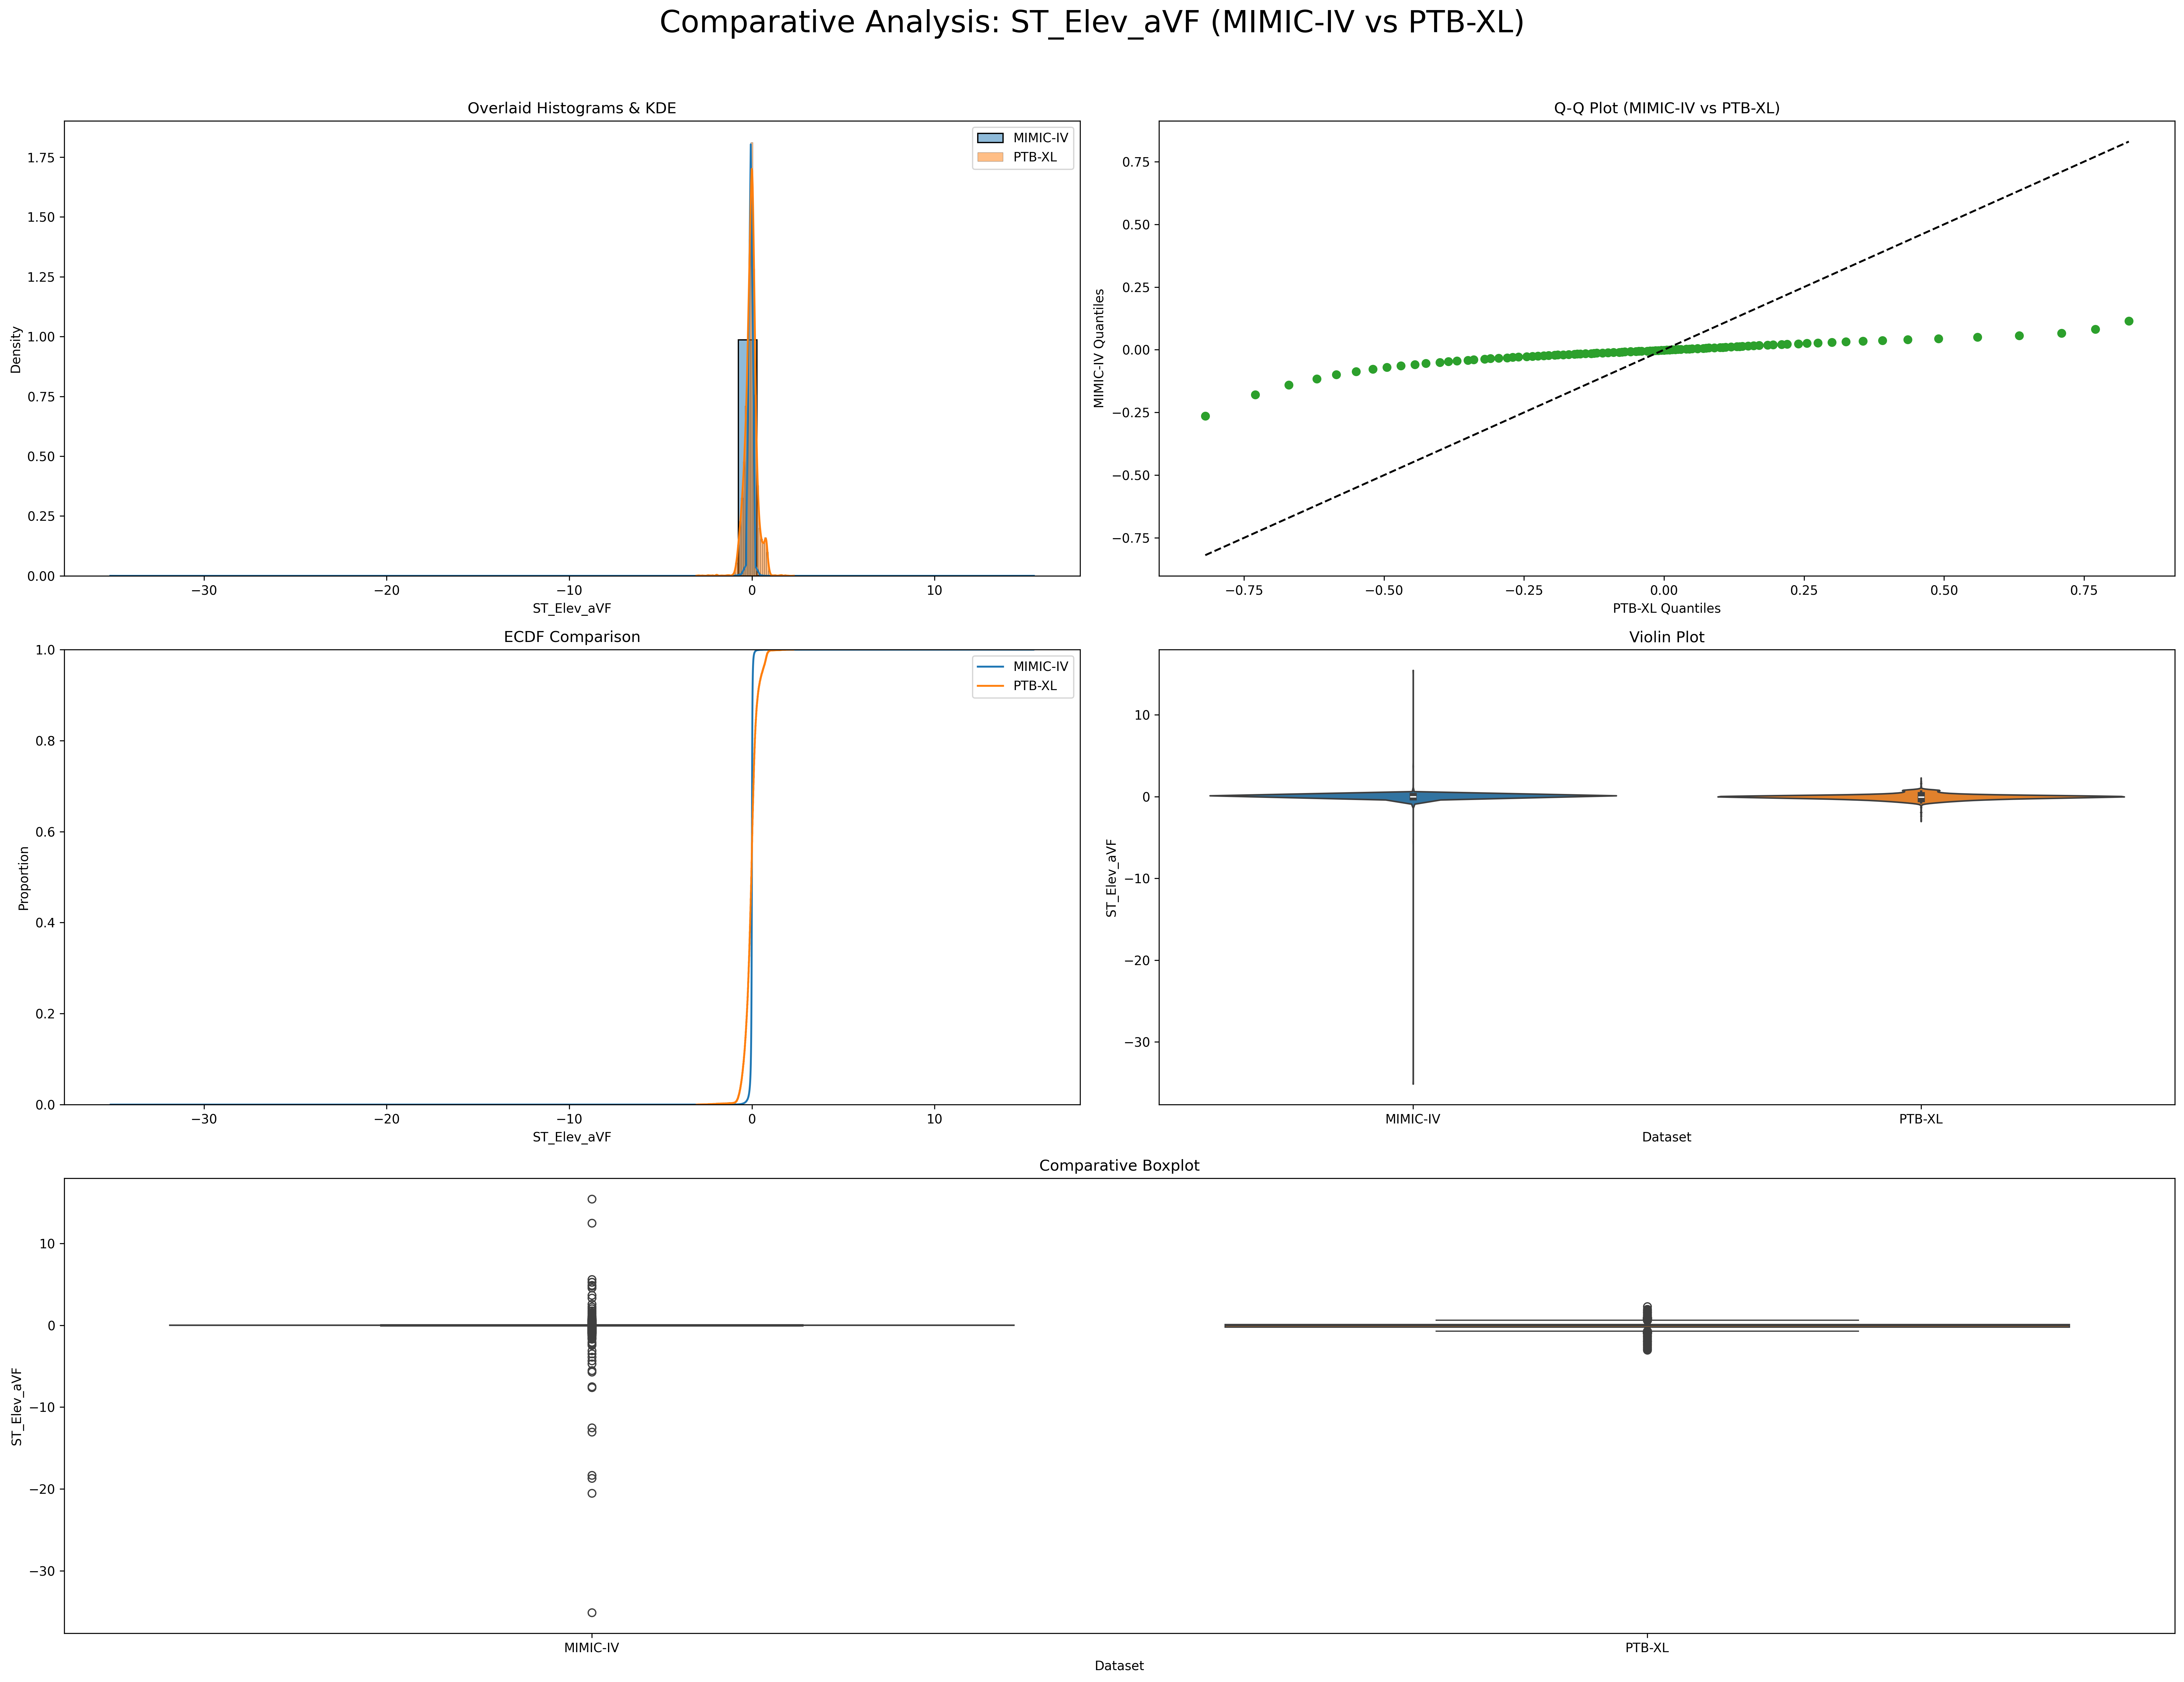 Comparative Analysis: ST_Elev_aVF (MIMIC-IV vs PTB-XL)
Overlaid Histograms & KDE
MIMIC-IV
PTB-XL
1.75
1.50
1.25
1.00
0.75
0.50
0.25
0.00
Density
−30
−20
−10
0
10
ST_Elev_aVF
Q-Q Plot (MIMIC-IV vs PTB-XL)
0.75
0.50
0.25
0.00
−0.25
−0.50
−0.75
MIMIC-IV Quantiles
−0.75
−0.50
−0.25
0.00
0.25
0.50
0.75
PTB-XL Quantiles
ECDF Comparison
MIMIC-IV
PTB-XL
1.0
0.8
0.6
0.4
0.2
0.0
Proportion
−30
−20
−10
0
10
ST_Elev_aVF
Violin Plot
10
0
−10
−20
−30
ST_Elev_aVF
MIMIC-IV
PTB-XL
Dataset
Comparative Boxplot
10
0
−10
−20
−30
ST_Elev_aVF
MIMIC-IV
PTB-XL
Dataset